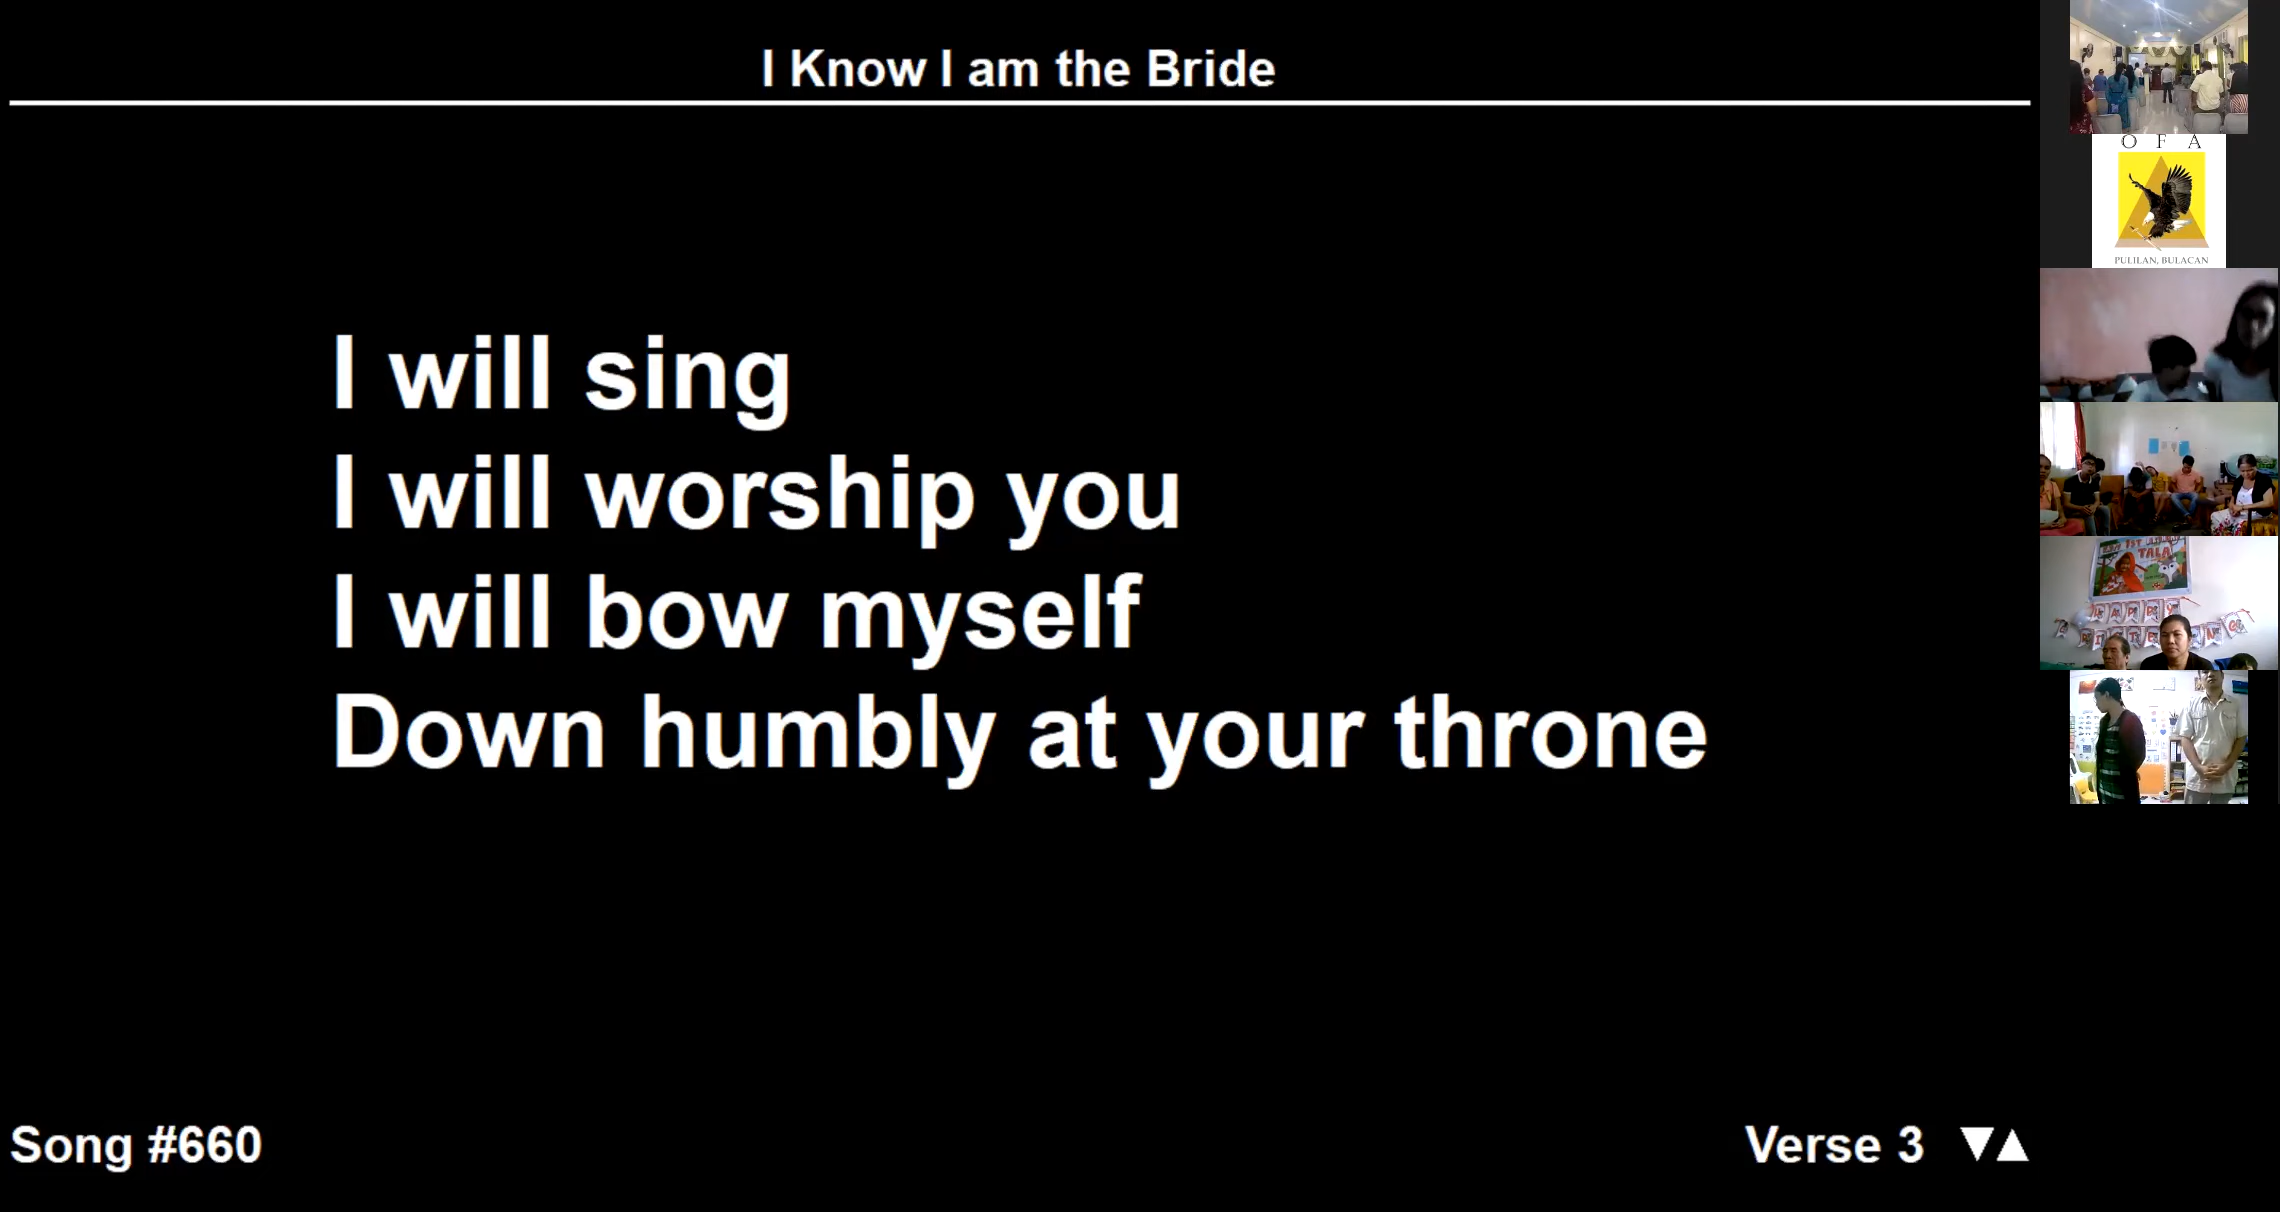 I Know I am the Bride
I will sing
I will worship you
I will bow myself
Down humbly at your throne
Song #660
Verse 3
O F A
PULILAN, BULACAN
TALA